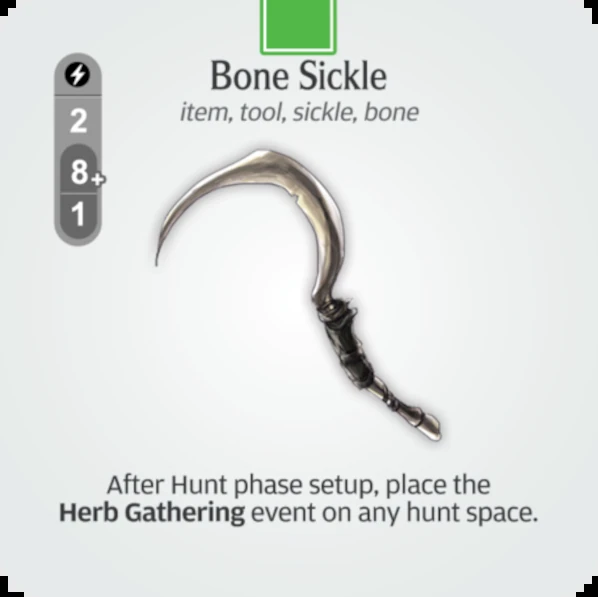 Bone Sickle
item, tool, sickle, bone
2
8+
1
After Hunt phase setup, place the
Herb Gathering event on any hunt space.